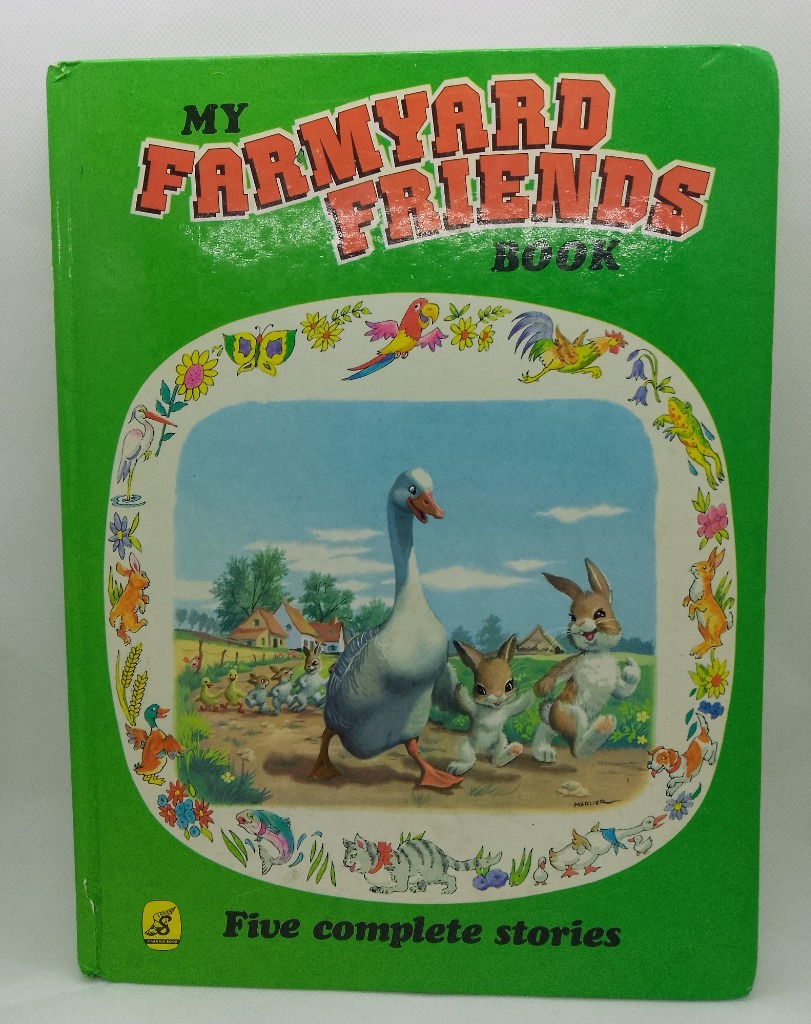 MY
FARMYARD
FRIENDS
BOOK
MARLIER
S
Five complete stories